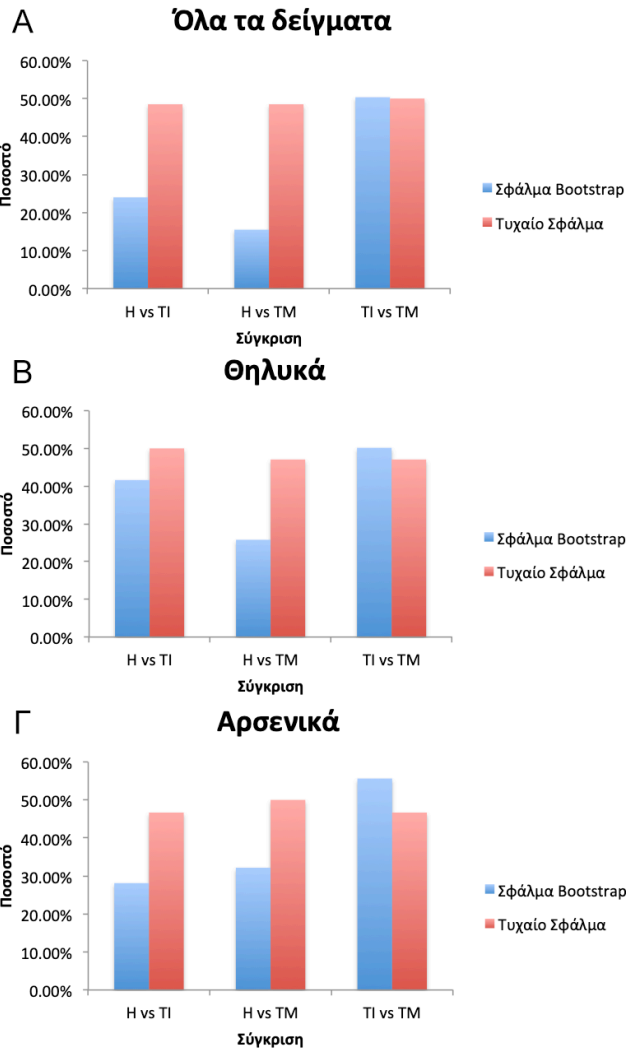 A
Όλα τα δείγματα
60.00%
50.00%
40.00%
30.00%
20.00%
10.00%
0.00%
Ποσοστό
H vs TI
H vs TM
TI vs TM
Σύγκριση
Σφάλμα Bootstrap
Τυχαίο Σφάλμα
B
Θηλυκά
60.00%
50.00%
40.00%
30.00%
20.00%
10.00%
0.00%
Ποσοστό
H vs TI
H vs TM
TI vs TM
Σύγκριση
Σφάλμα Bootstrap
Τυχαίο Σφάλμα
Γ
Αρσενικά
60.00%
50.00%
40.00%
30.00%
20.00%
10.00%
0.00%
Ποσοστό
H vs TI
H vs TM
TI vs TM
Σύγκριση
Σφάλμα Bootstrap
Τυχαίο Σφάλμα